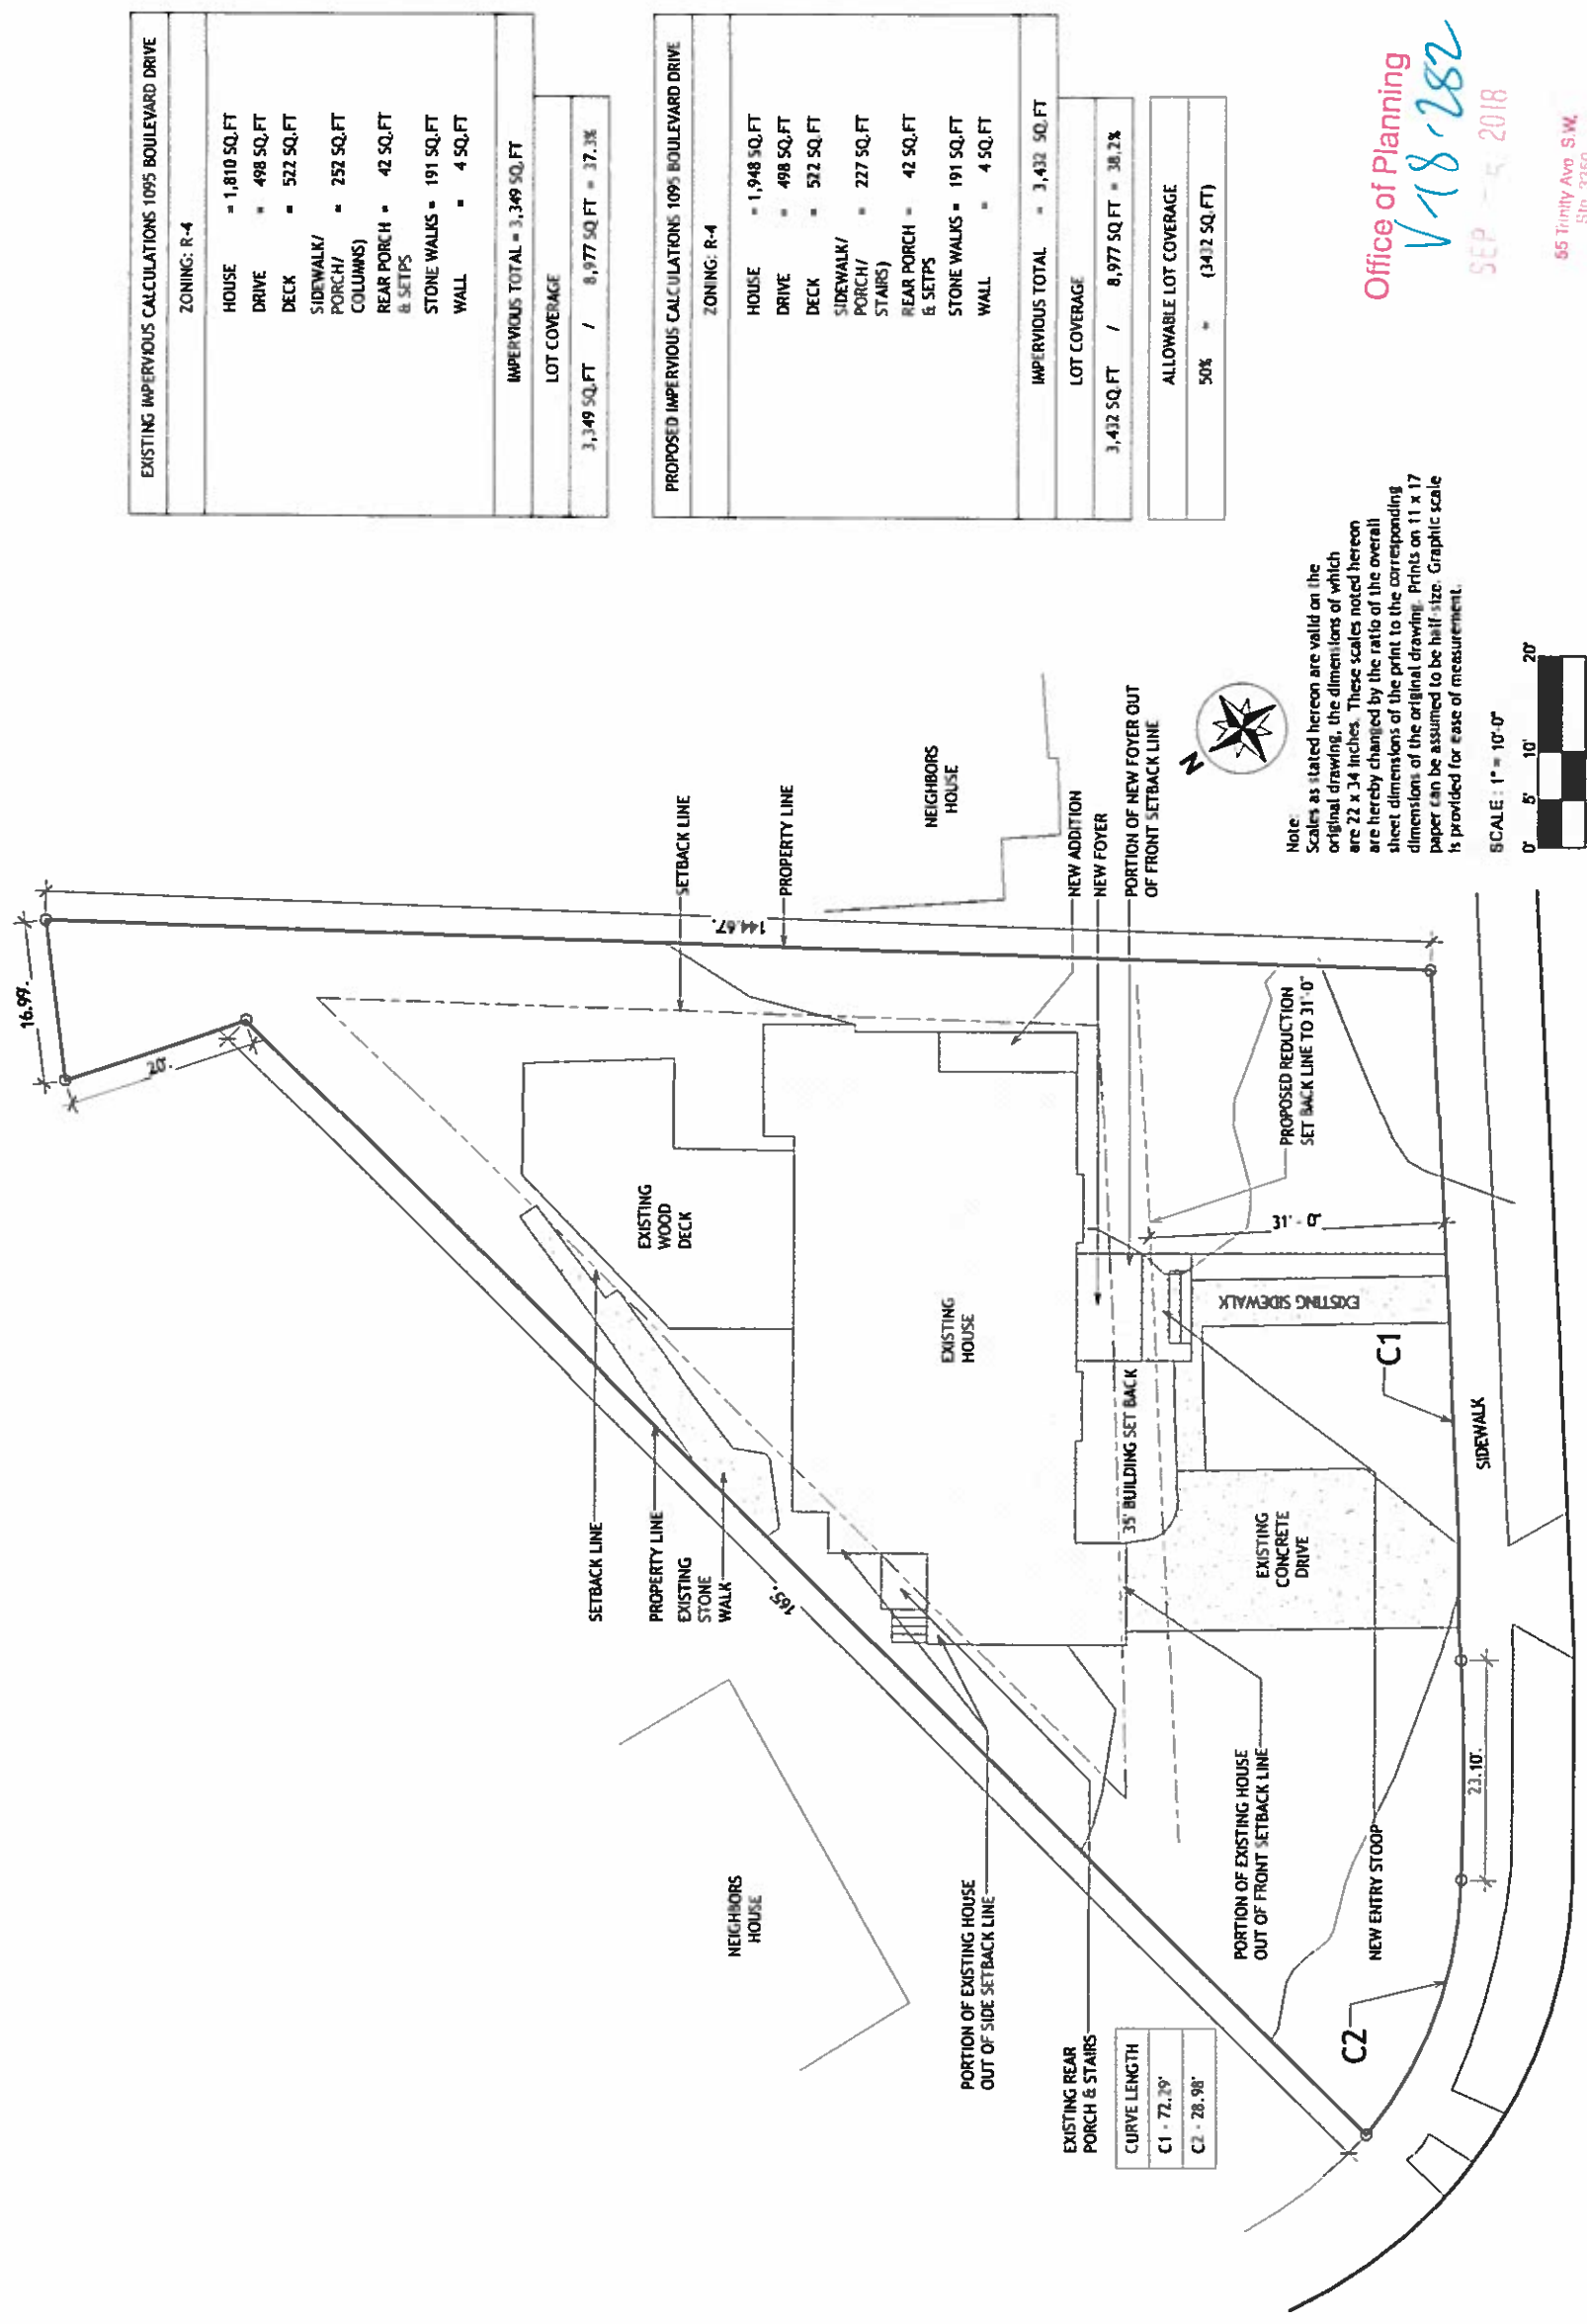 EXISTING IMPERVIOUS CALCULATIONS 1095 BOULEVARD DRIVE
ZONING: R-4
HOUSE = 1,810 SQ.FT
DRIVE = 498 SQ.FT
DECK = 522 SQ.FT
SIDEWALK/
PORCH/ = 252 SQ.FT
COLUMNS)
REAR PORCH = 42 SQ.FT
& SETPS
STONE WALKS = 191 SQ.FT
WALL = 4 SQ.FT
IMPERVIOUS TOTAL = 3,349 SQ.FT
LOT COVERAGE
3,349 SQ.FT / 8,977 SQ FT = 37.3%
PROPOSED IMPERVIOUS CALCULATIONS 1095 BOULEVARD DRIVE
ZONING: R-4
HOUSE = 1,948 SQ.FT
DRIVE = 498 SQ.FT
DECK = 522 SQ.FT
SIDEWALK/
PORCH/ = 227 SQ.FT
STAIRS)
REAR PORCH = 42 SQ.FT
& SETPS
STONE WALKS = 191 SQ.FT
WALL = 4 SQ.FT
IMPERVIOUS TOTAL = 3,432 SQ.FT
LOT COVERAGE
3,432 SQ.FT / 8,977 SQ FT = 38.2%
ALLOWABLE LOT COVERAGE
50% = (3432 SQ.FT)
Office of Planning
V-18-282
SEP 2018
55 Trinity Ave S.W.
16.99'.
20'.
144.67'.
165'.
SETBACK LINE
PROPERTY LINE
NEIGHBORS
HOUSE
NEW ADDITION
NEW FOYER
PORTION OF NEW FOYER OUT
OF FRONT SETBACK LINE
N
Note:
Scales as stated hereon are valid on the
original drawing, the dimensions of which
are 22 x 34 inches. These scales noted hereon
are hereby changed by the ratio of the overall
sheet dimensions of the print to the corresponding
dimensions of the original drawing. Prints on 11 x 17
paper can be assumed to be half-size. Graphic scale
is provided for ease of measurement.
SCALE : 1" = 10'-0"
0' 5' 10' 20'
EXISTING
WOOD
DECK
EXISTING
HOUSE
PROPOSED REDUCTION
SET BACK LINE TO 31'-0"
31' - 0"
EXISTING SIDEWALK
35' BUILDING SET BACK
C1
SIDEWALK
EXISTING
CONCRETE
DRIVE
SETBACK LINE
PROPERTY LINE
EXISTING
STONE
WALK
NEIGHBORS
HOUSE
PORTION OF EXISTING HOUSE
OUT OF SIDE SETBACK LINE
EXISTING REAR
PORCH & STAIRS
PORTION OF EXISTING HOUSE
OUT OF FRONT SETBACK LINE
NEW ENTRY STOOP
23.10'.
C2
CURVE LENGTH
C1 - 72.29'
C2 - 28.98'